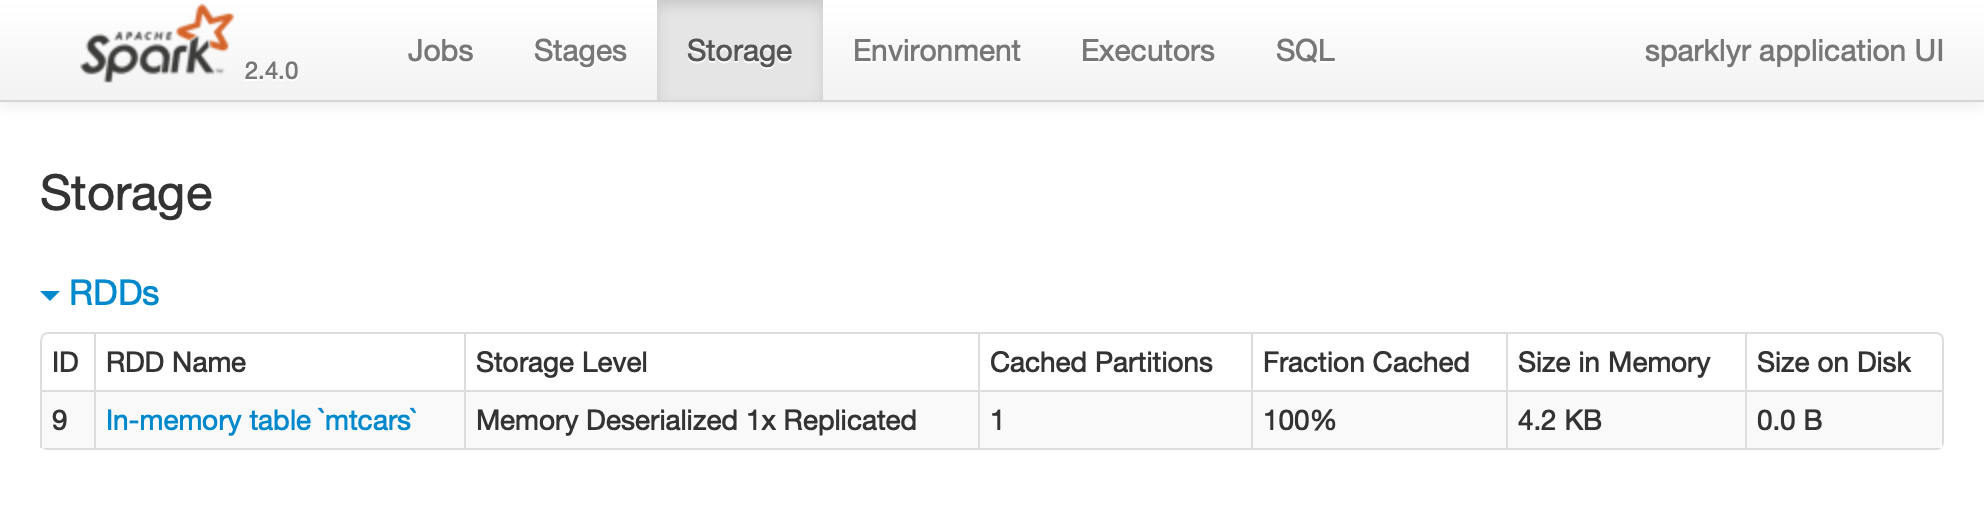 APACHE
Spark™ 2.4.0 Jobs Stages Storage Environment Executors SQL sparklyr application UI
Storage
RDDs
ID RDD Name Storage Level Cached Partitions Fraction Cached Size in Memory Size on Disk
9 In-memory table `mtcars` Memory Deserialized 1x Replicated 1 100% 4.2 KB 0.0 B